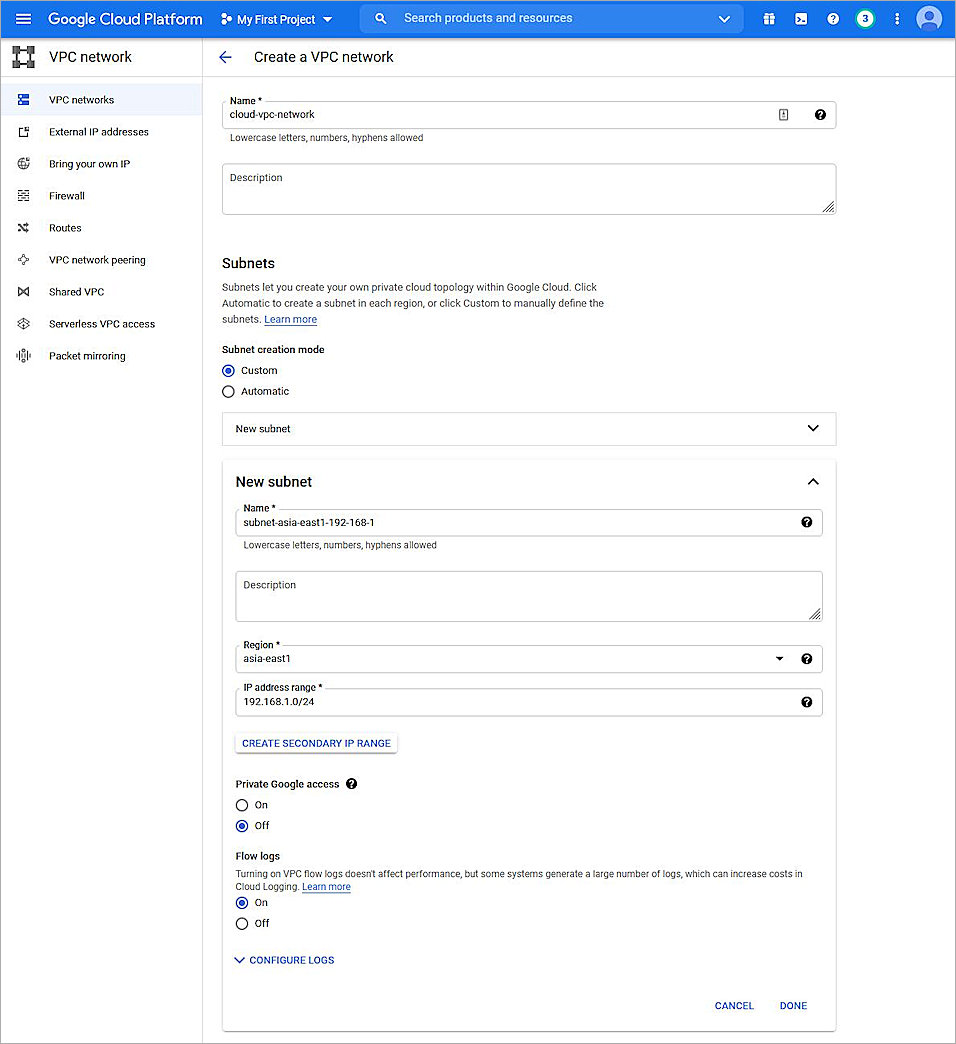 Google Cloud Platform
My First Project
Search products and resources
3
VPC network
Create a VPC network
VPC networks
External IP addresses
Bring your own IP
Firewall
Routes
VPC network peering
Shared VPC
Serverless VPC access
Packet mirroring
Name *
cloud-vpc-network
Lowercase letters, numbers, hyphens allowed
Description
Subnets
Subnets let you create your own private cloud topology within Google Cloud. Click
Automatic to create a subnet in each region, or click Custom to manually define the
subnets. Learn more
Subnet creation mode
Custom
Automatic
New subnet
New subnet
Name *
subnet-asia-east1-192-168-1
Lowercase letters, numbers, hyphens allowed
Description
Region *
asia-east1
IP address range *
192.168.1.0/24
CREATE SECONDARY IP RANGE
Private Google access
On
Off
Flow logs
Turning on VPC flow logs doesn't affect performance, but some systems generate a large number of logs, which can increase costs in
Cloud Logging. Learn more
On
Off
CONFIGURE LOGS
CANCEL DONE